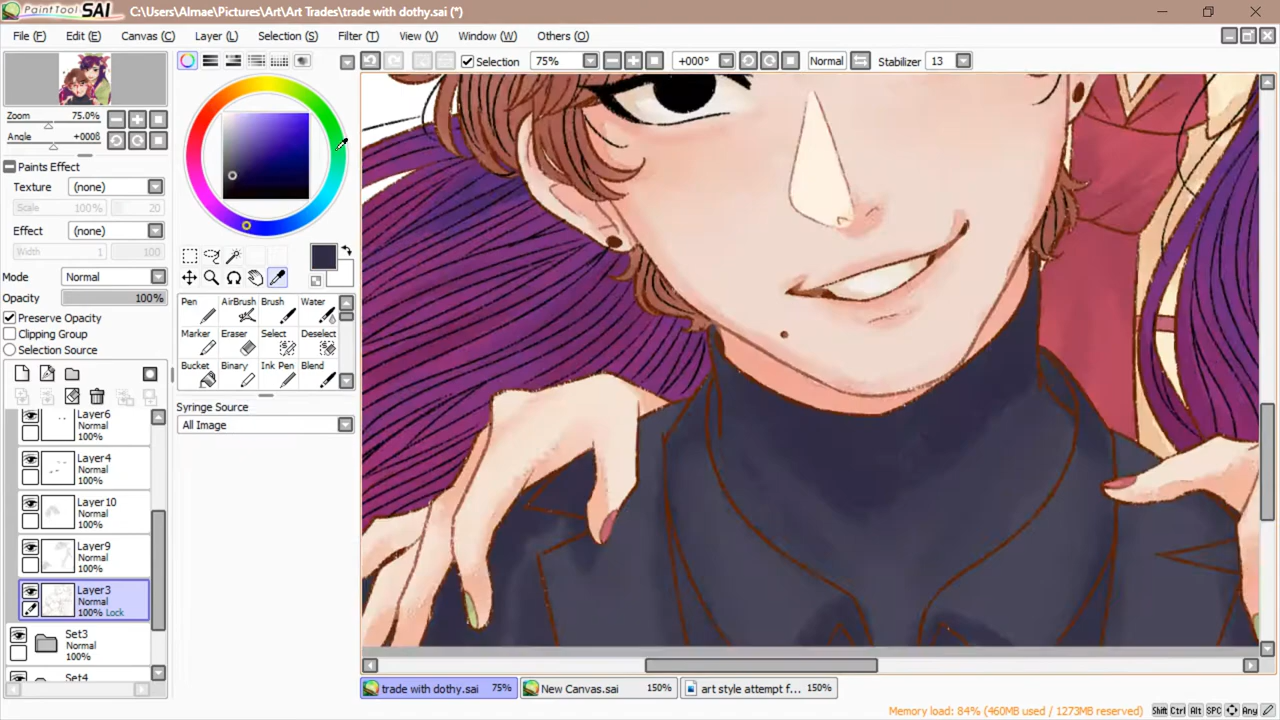 PaintTool SAI C:\Users\Almae\Pictures\Art\Art Trades\trade with dothy.sai (*)
File (F) Edit (E) Canvas (C) Layer (L) Selection (S) Filter (T) View (V) Window (W) Others (O)
Selection 75% +000° Normal Stabilizer 13
Zoom 75.0%
Angle +000°
Paints Effect
Texture (none)
Scale 100% 20
Effect (none)
Width 1 100
Mode Normal
Opacity 100%
Preserve Opacity
Clipping Group
Selection Source
Pen AirBrush Brush Water
Marker Eraser Select Deselect
Bucket Binary Ink Pen Blend
Syringe Source
All Image
Layer6
Normal
100%
Layer4
Normal
100%
Layer10
Normal
100%
Layer9
Normal
100%
Layer3
Normal
100% Lock
Set3
Normal
100%
Set4
trade with dothy.sai 75% New Canvas.sai 150% art style attempt f... 150%
Memory load: 84% (460MB used / 1273MB reserved) Shift Ctrl Alt SPC Any